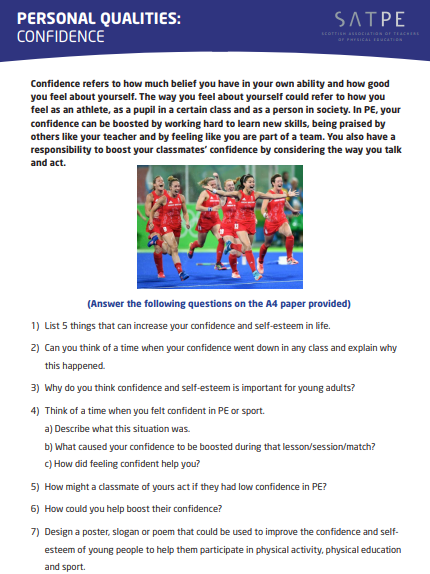 PERSONAL QUALITIES:
CONFIDENCE
SATPE
SCOTTISH ASSOCIATION OF TEACHERS
OF PHYSICAL EDUCATION
Confidence refers to how much belief you have in your own ability and how good
you feel about yourself. The way you feel about yourself could refer to how you
feel as an athlete, as a pupil in a certain class and as a person in society. In PE, your
confidence can be boosted by working hard to learn new skills, being praised by
others like your teacher and by feeling like you are part of a team. You also have a
responsibility to boost your classmates' confidence by considering the way you talk
and act.
(Answer the following questions on the A4 paper provided)
1) List 5 things that can increase your confidence and self-esteem in life.
2) Can you think of a time when your confidence went down in any class and explain why
this happened.
3) Why do you think confidence and self-esteem is important for young adults?
4) Think of a time when you felt confident in PE or sport.
a) Describe what this situation was.
b) What caused your confidence to be boosted during that lesson/session/match?
c) How did feeling confident help you?
5) How might a classmate of yours act if they had low confidence in PE?
6) How could you help boost their confidence?
7) Design a poster, slogan or poem that could be used to improve the confidence and self-
esteem of young people to help them participate in physical activity, physical education
and sport.